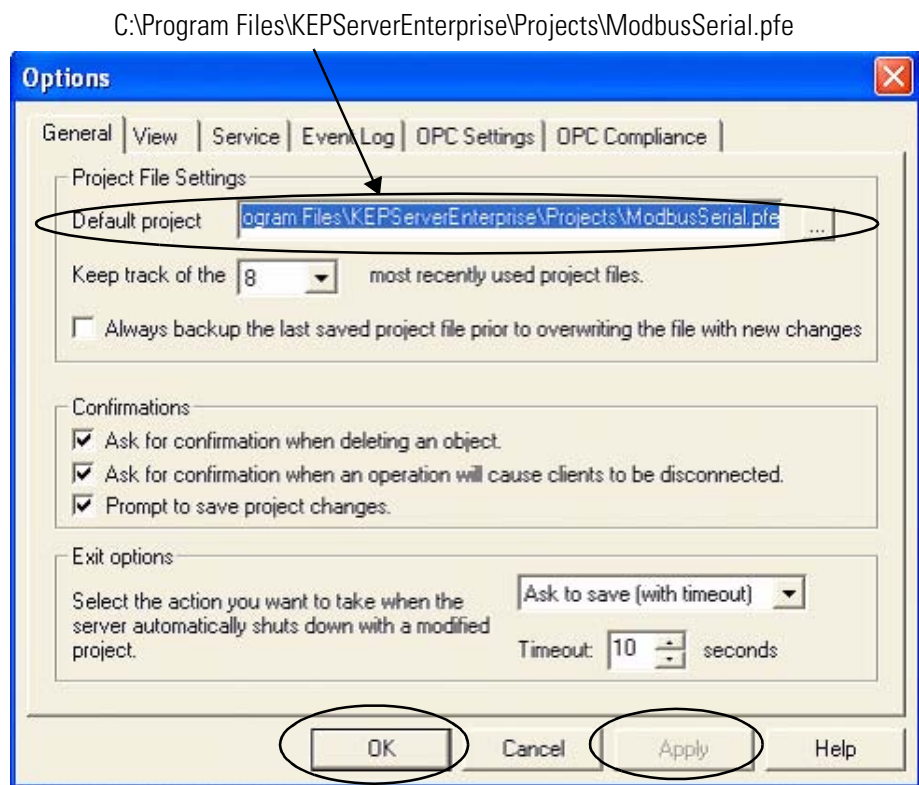 C:\Program Files\KEPServerEnterprise\Projects\ModbusSerial.pfe
Options
General View Service Event Log OPC Settings OPC Compliance
Project File Settings
Default project ogram Files\KEPServerEnterprise\Projects\ModbusSerial.pfe ...
Keep track of the 8 most recently used project files.
Always backup the last saved project file prior to overwriting the file with new changes
Confirmations
Ask for confirmation when deleting an object.
Ask for confirmation when an operation will cause clients to be disconnected.
Prompt to save project changes.
Exit options
Select the action you want to take when the
server automatically shuts down with a modified
project.
Ask to save (with timeout)
Timeout: 10 seconds
OK Cancel Apply Help